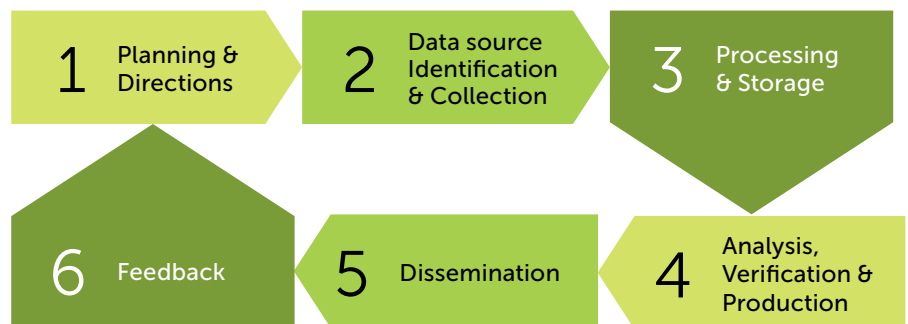 1
Planning &
Directions
2
Data source
Identification
& Collection
3
Processing
& Storage
6
Feedback
5
Dissemination
4
Analysis,
Verification &
Production